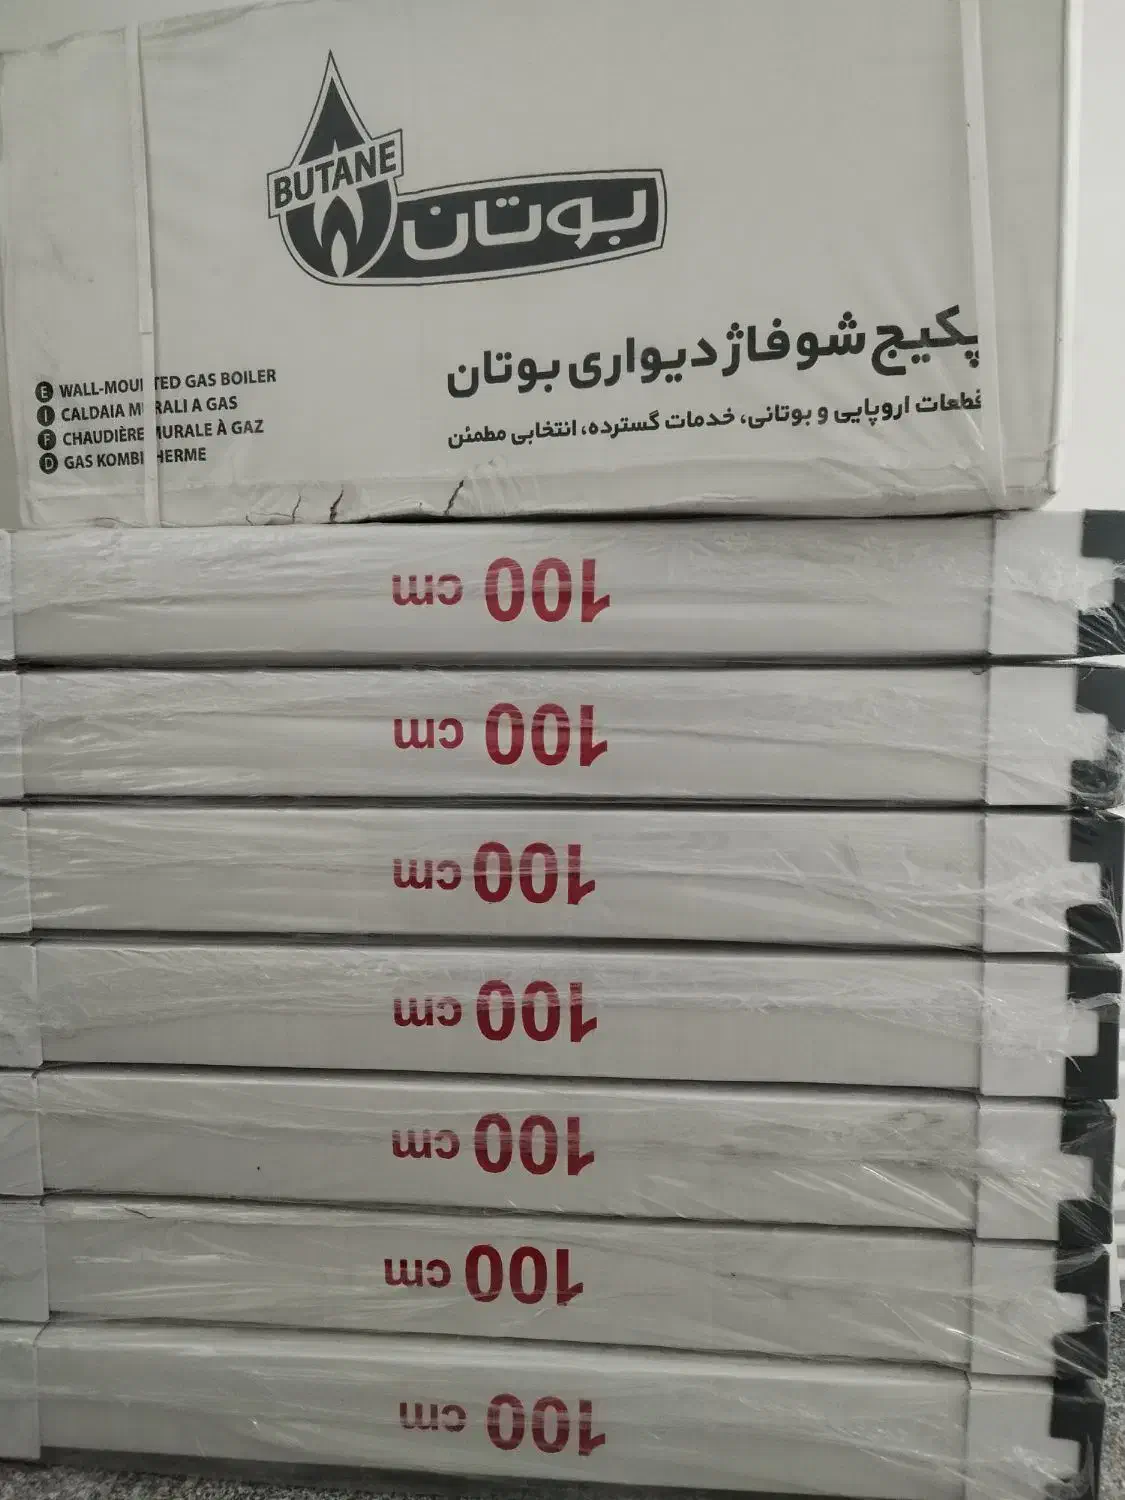 BUTANE
بوتان
پکیج شوفاژ دیواری بوتان
قطعات اروپایی و بوتانی، خدمات گسترده، انتخابی مطمئن
E WALL-MOUNTED GAS BOILER
I CALDAIA MURALI A GAS
F CHAUDIÈRE MURALE À GAZ
D GAS KOMBITHERME
100 cm
100 cm
100 cm
100 cm
100 cm
100 cm
100 cm